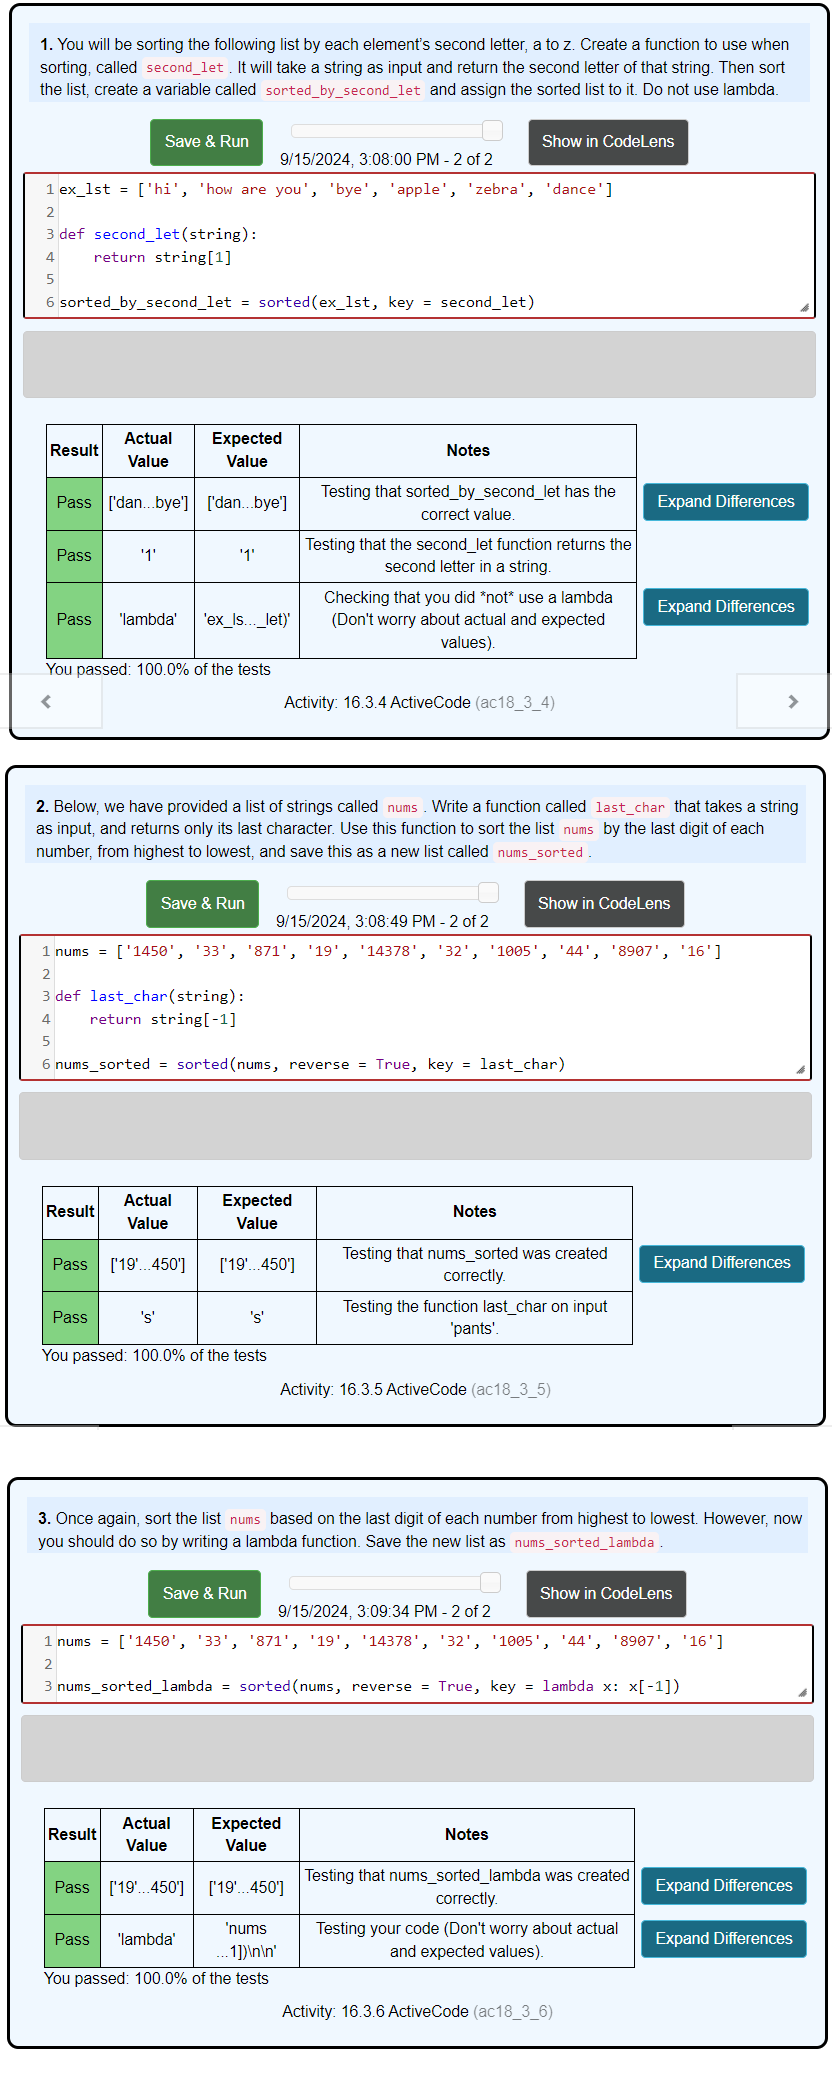 1. You will be sorting the following list by each element's second letter, a to z. Create a function to use when
sorting, called second_let . It will take a string as input and return the second letter of that string. Then sort
the list, create a variable called sorted_by_second_let and assign the sorted list to it. Do not use lambda.
Save & Run
9/15/2024, 3:08:00 PM - 2 of 2
Show in CodeLens
1 ex_lst = ['hi', 'how are you', 'bye', 'apple', 'zebra', 'dance']
2
3 def second_let(string):
4     return string[1]
5
6 sorted_by_second_let = sorted(ex_lst, key = second_let)
Result Actual Value Expected Value Notes
Pass ['dan...bye'] ['dan...bye'] Testing that sorted_by_second_let has the correct value. Expand Differences
Pass '1' '1' Testing that the second_let function returns the second letter in a string.
Pass 'lambda' 'ex_ls..._let)' Checking that you did *not* use a lambda (Don't worry about actual and expected values). Expand Differences
You passed: 100.0% of the tests
Activity: 16.3.4 ActiveCode (ac18_3_4)
2. Below, we have provided a list of strings called nums . Write a function called last_char that takes a string
as input, and returns only its last character. Use this function to sort the list nums by the last digit of each
number, from highest to lowest, and save this as a new list called nums_sorted .
Save & Run
9/15/2024, 3:08:49 PM - 2 of 2
Show in CodeLens
1 nums = ['1450', '33', '871', '19', '14378', '32', '1005', '44', '8907', '16']
2
3 def last_char(string):
4     return string[-1]
5
6 nums_sorted = sorted(nums, reverse = True, key = last_char)
Result Actual Value Expected Value Notes
Pass ['19'...450'] ['19'...450'] Testing that nums_sorted was created correctly. Expand Differences
Pass 's' 's' Testing the function last_char on input 'pants'.
You passed: 100.0% of the tests
Activity: 16.3.5 ActiveCode (ac18_3_5)
3. Once again, sort the list nums based on the last digit of each number from highest to lowest. However, now
you should do so by writing a lambda function. Save the new list as nums_sorted_lambda .
Save & Run
9/15/2024, 3:09:34 PM - 2 of 2
Show in CodeLens
1 nums = ['1450', '33', '871', '19', '14378', '32', '1005', '44', '8907', '16']
2
3 nums_sorted_lambda = sorted(nums, reverse = True, key = lambda x: x[-1])
Result Actual Value Expected Value Notes
Pass ['19'...450'] ['19'...450'] Testing that nums_sorted_lambda was created correctly. Expand Differences
Pass 'lambda' 'nums ...1])\n\n' Testing your code (Don't worry about actual and expected values). Expand Differences
You passed: 100.0% of the tests
Activity: 16.3.6 ActiveCode (ac18_3_6)